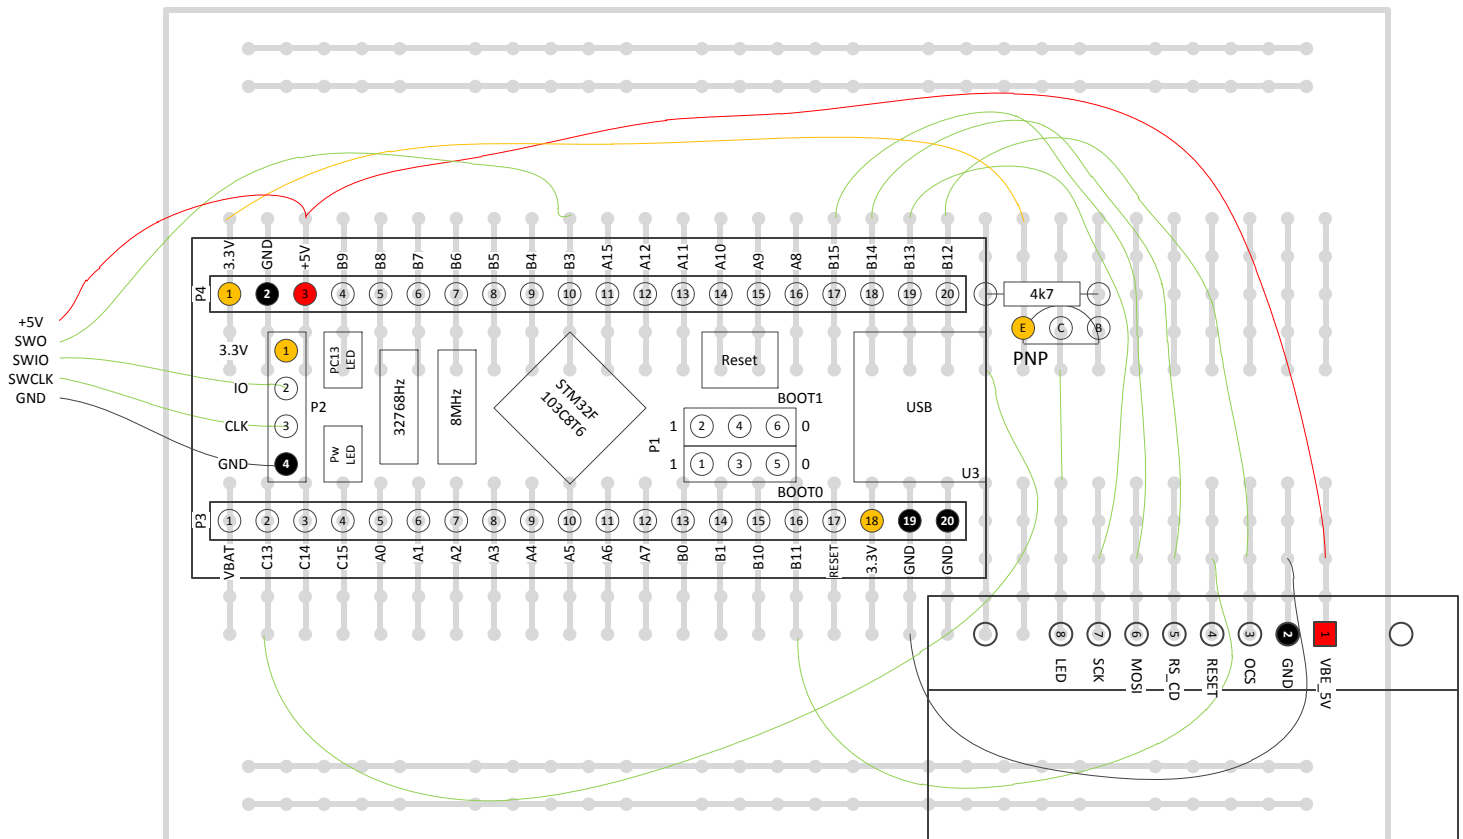 3.3V GND +5V B9 B8 B7 B6 B5 B4 B3 A15 A12 A11 A10 A9 A8 B15 B14 B13 B12
P4 1 2 3 4 5 6 7 8 9 10 11 12 13 14 15 16 17 18 19 20
4k7
+5V
SWO
SWIO
SWCLK
GND
E C B
PNP
3.3V 1
IO 2
CLK 3
GND 4
P2
PC13
LED
Pw
LED
32768Hz
8MHz
STM32F
103C8T6
Reset
USB
U3
BOOT1
P1
1 2 4 6 0
1 1 3 5 0
BOOT0
P3 1 2 3 4 5 6 7 8 9 10 11 12 13 14 15 16 17 18 19 20
VBAT C13 C14 C15 A0 A1 A2 A3 A4 A5 A6 A7 B0 B1 B10 B11 RESET 3.3V GND GND
8 7 6 5 4 3 2 1
LED SCK MOSI RS_CD RESET OCS GND VBE_5V